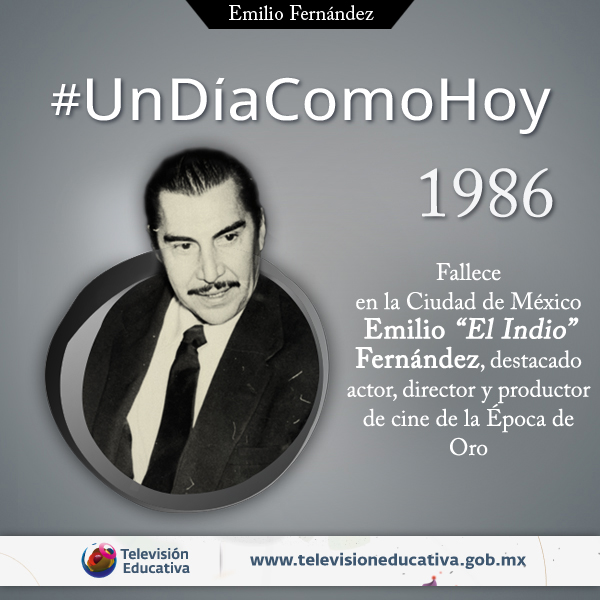 Emilio Fernández
#UnDíaComoHoy
1986
Fallece
en la Ciudad de México
Emilio “El Indio”
Fernández, destacado
actor, director y productor
de cine de la Época de
Oro
Televisión
Educativa
www.televisioneducativa.gob.mx